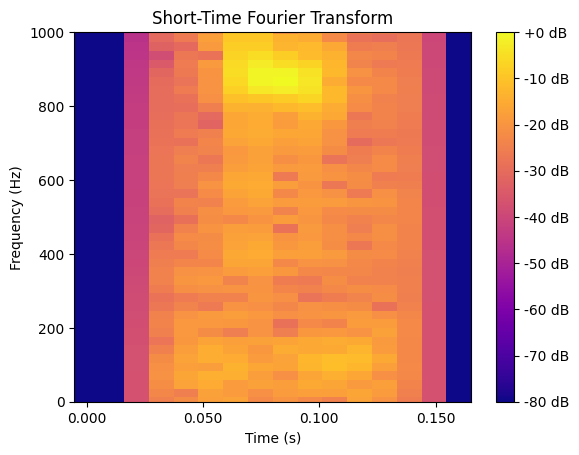 Short-Time Fourier Transform
Frequency (Hz)
1000
800
600
400
200
0
0.000 0.050 0.100 0.150
Time (s)
+0 dB
-10 dB
-20 dB
-30 dB
-40 dB
-50 dB
-60 dB
-70 dB
-80 dB